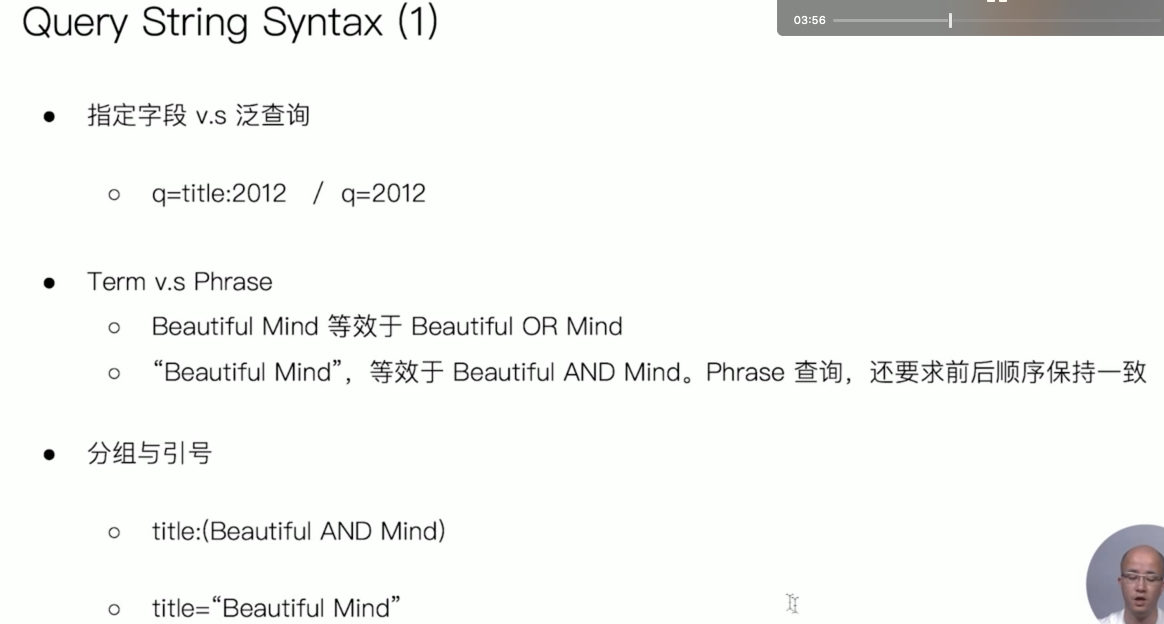 Query String Syntax (1)
03:56
指定字段 v.s 泛查询
q=title:2012 / q=2012
Term v.s Phrase
Beautiful Mind 等效于 Beautiful OR Mind
“Beautiful Mind”，等效于 Beautiful AND Mind。Phrase 查询，还要求前后顺序保持一致
分组与引号
title:(Beautiful AND Mind)
title=“Beautiful Mind”